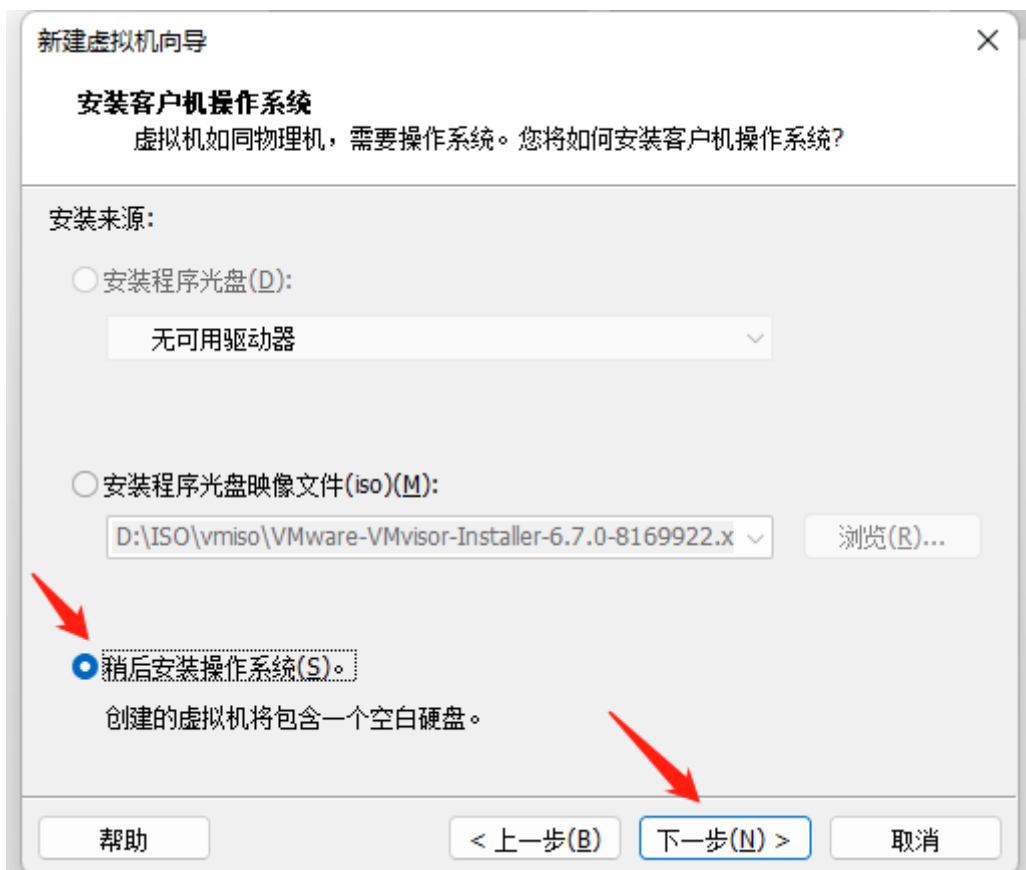 新建虚拟机向导
安装客户机操作系统
虚拟机如同物理机，需要操作系统。您将如何安装客户机操作系统?
安装来源:
安装程序光盘(D):
无可用驱动器
安装程序光盘映像文件(iso)(M):
D:\ISO\vmiso\VMware-VMvisor-Installer-6.7.0-8169922.x
浏览(R)...
稍后安装操作系统(S)。
创建的虚拟机将包含一个空白硬盘。
帮助
< 上一步(B)
下一步(N) >
取消